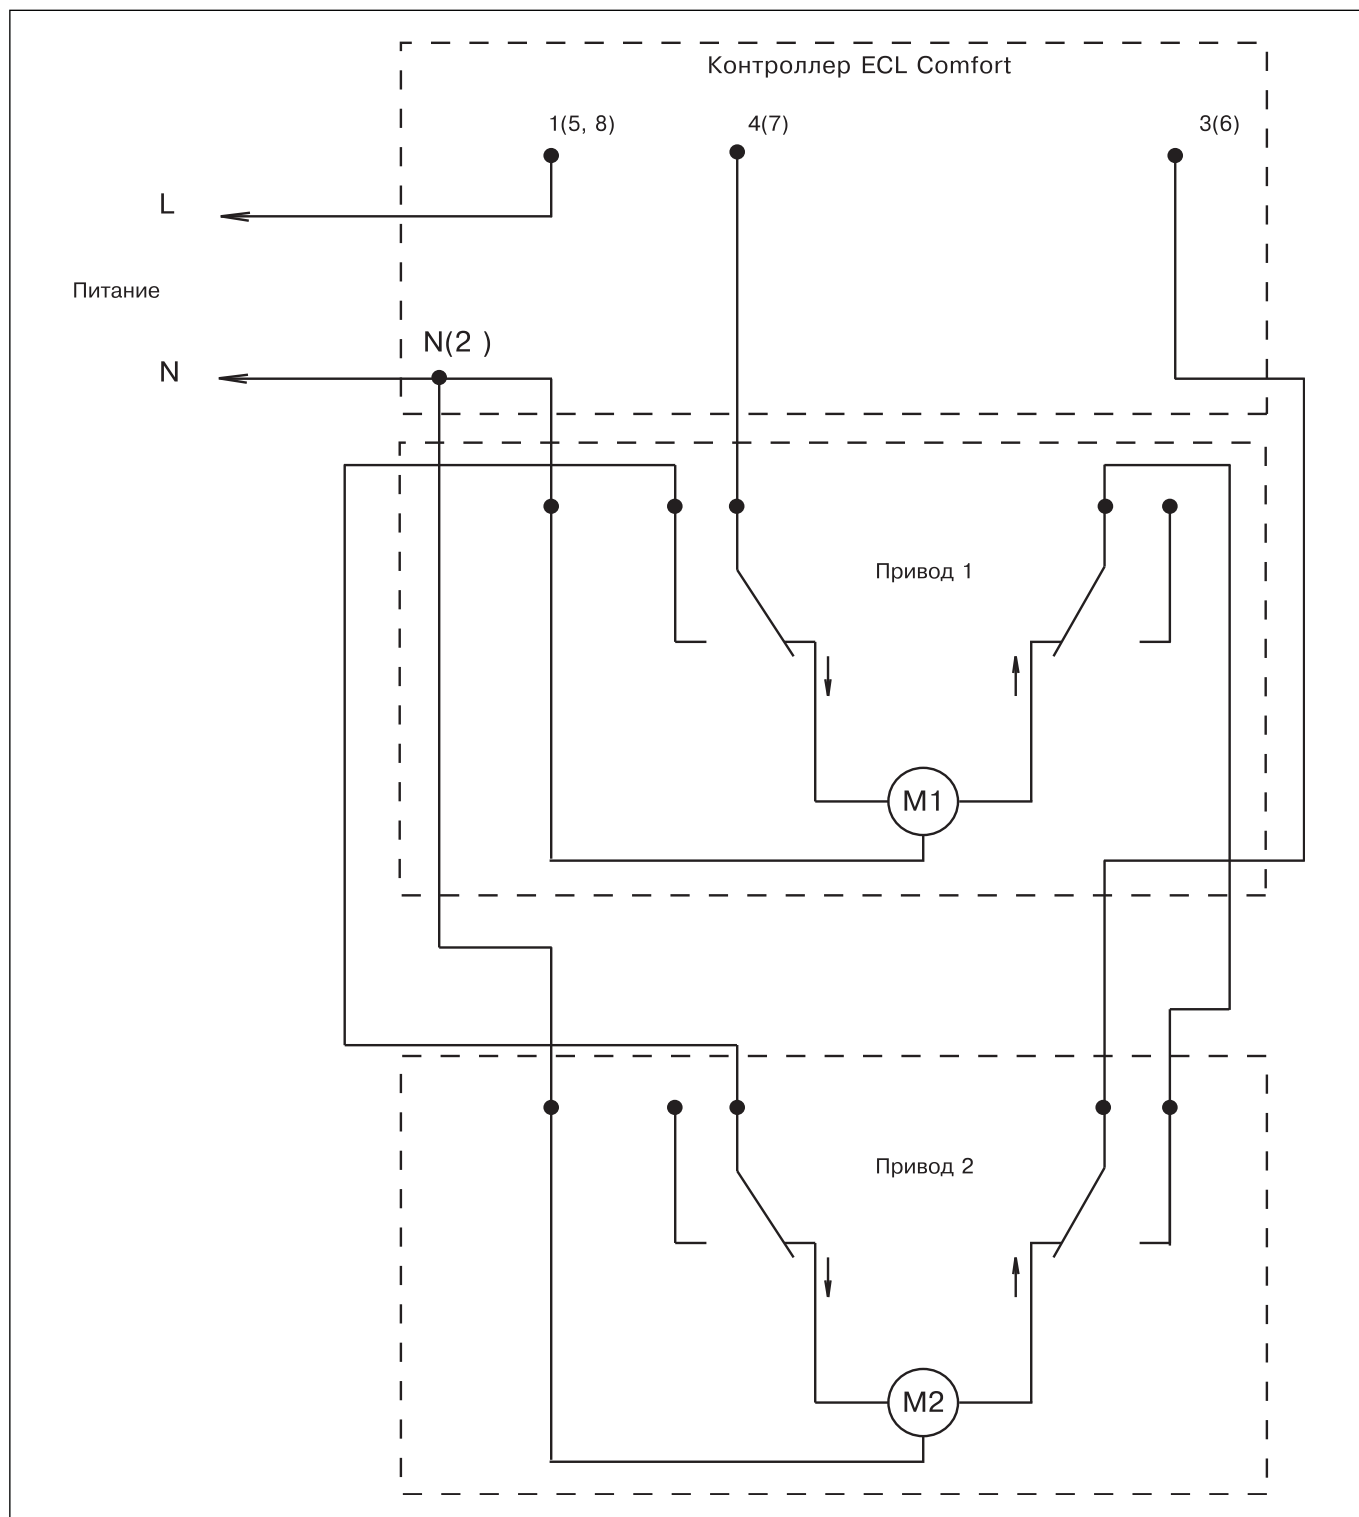 Контроллер ECL Comfort
1(5, 8)
4(7)
3(6)
L
Питание
N(2 )
N
Привод 1
M1
Привод 2
M2